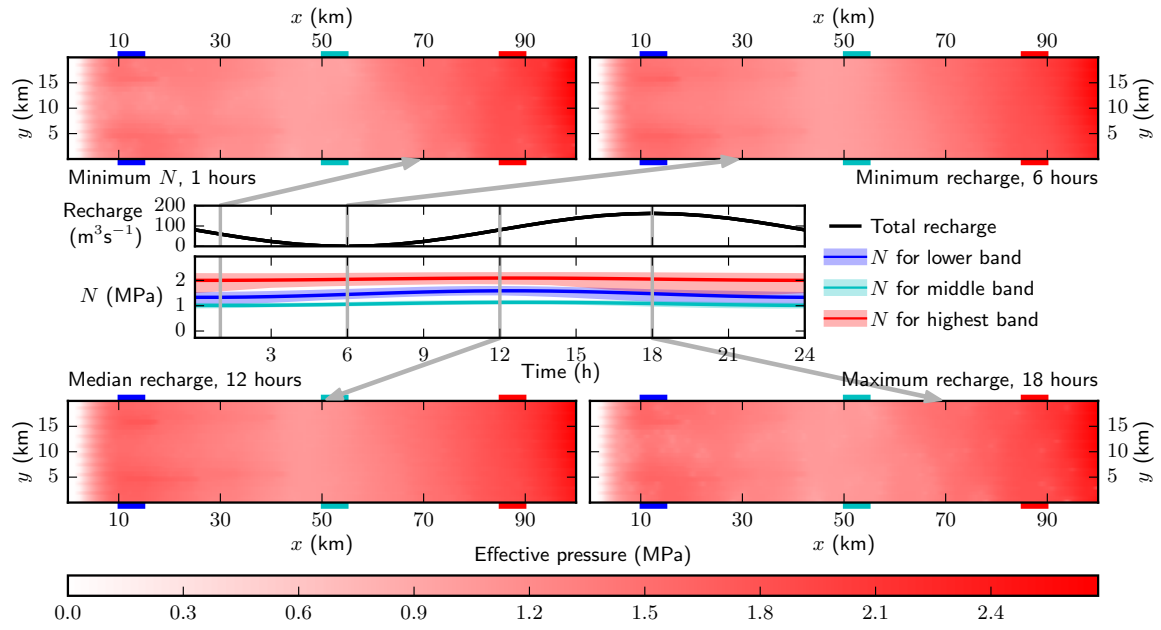 x (km) x (km)
10 30 50 70 90 10 30 50 70 90
y (km) 15 10 5 15 10 5 y (km)
Minimum N, 1 hours Minimum recharge, 6 hours
Recharge (m³s⁻¹) 200 100 0
N (MPa) 2 1 0
Total recharge
N for lower band
N for middle band
N for highest band
3 6 9 12 15 18 21 24
Time (h)
Median recharge, 12 hours Maximum recharge, 18 hours
y (km) 15 10 5 15 10 5 y (km)
10 30 50 70 90 10 30 50 70 90
x (km) x (km)
Effective pressure (MPa)
0.0 0.3 0.6 0.9 1.2 1.5 1.8 2.1 2.4